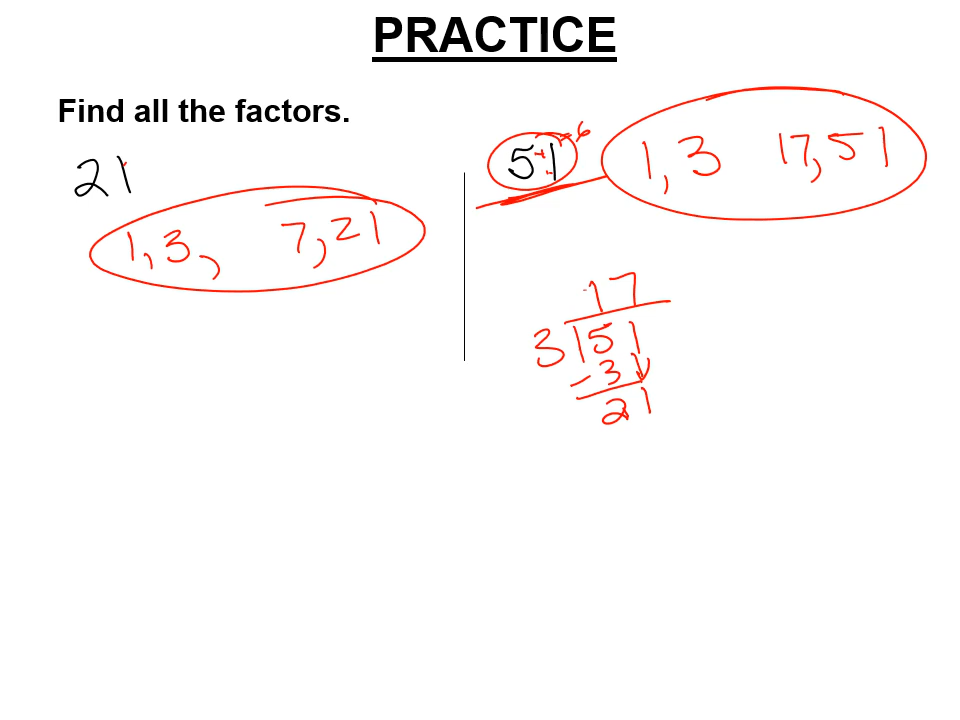 PRACTICE
Find all the factors.
21
1, 3, 7, 21
51 = 6
1, 3 17, 51
17
3 51
- 3
21